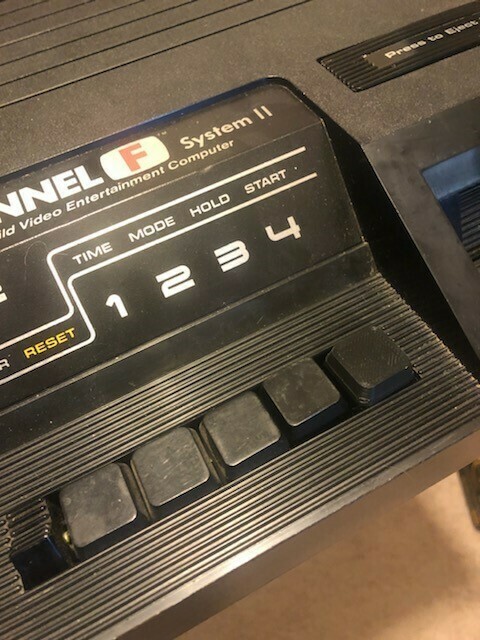 Press to Eject
NNEL F™ System II
ld Video Entertainment Computer
TIME MODE HOLD START
1 2 3 4
R RESET